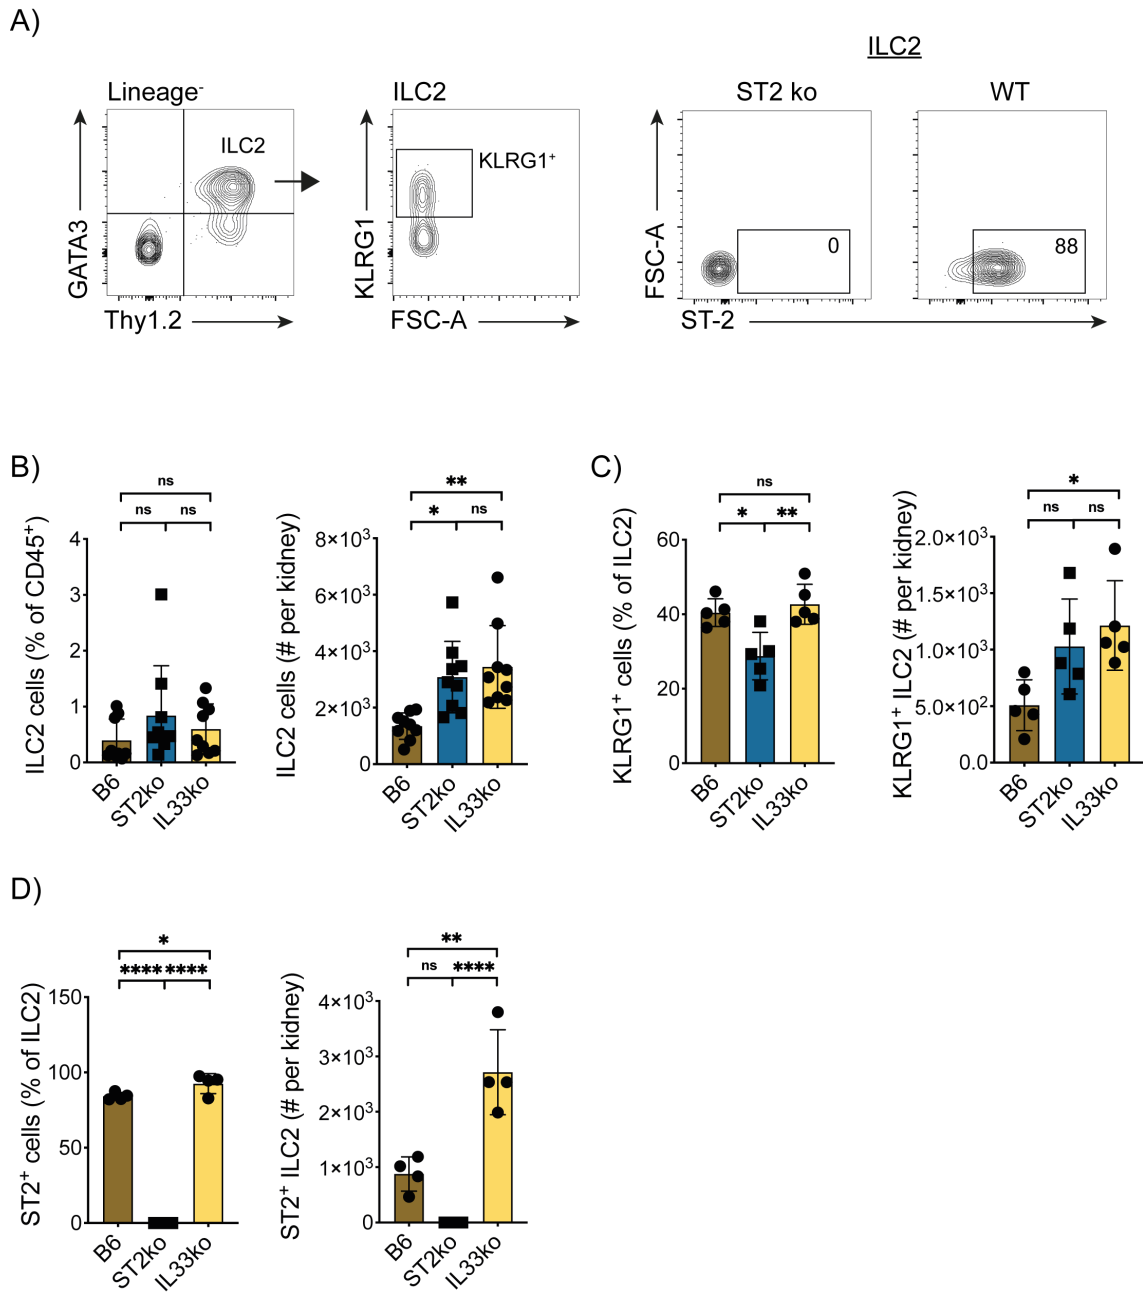 A)
ILC2
Lineage-
ILC2
ST2 ko
WT
ILC2
KLRG1+
0
88
GATA3
KLRG1
FSC-A
Thy1.2
FSC-A
ST-2
B)
C)
ns
ns
ns
ILC2 cells (% of CD45+)
4
3
2
1
0
B6
ST2ko
IL33ko
**
*
ns
ILC2 cells (# per kidney)
8×10³
6×10³
4×10³
2×10³
0
B6
ST2ko
IL33ko
ns
*
**
KLRG1+ cells (% of ILC2)
60
40
20
0
B6
ST2ko
IL33ko
*
ns
ns
KLRG1+ ILC2 (# per kidney)
2.0×10³
1.5×10³
1.0×10³
5.0×10²
0.0
B6
ST2ko
IL33ko
D)
*
****
****
ST2+ cells (% of ILC2)
150
100
50
0
B6
ST2ko
IL33ko
**
ns
****
ST2+ ILC2 (# per kidney)
4×10³
3×10³
2×10³
1×10³
0
B6
ST2ko
IL33ko